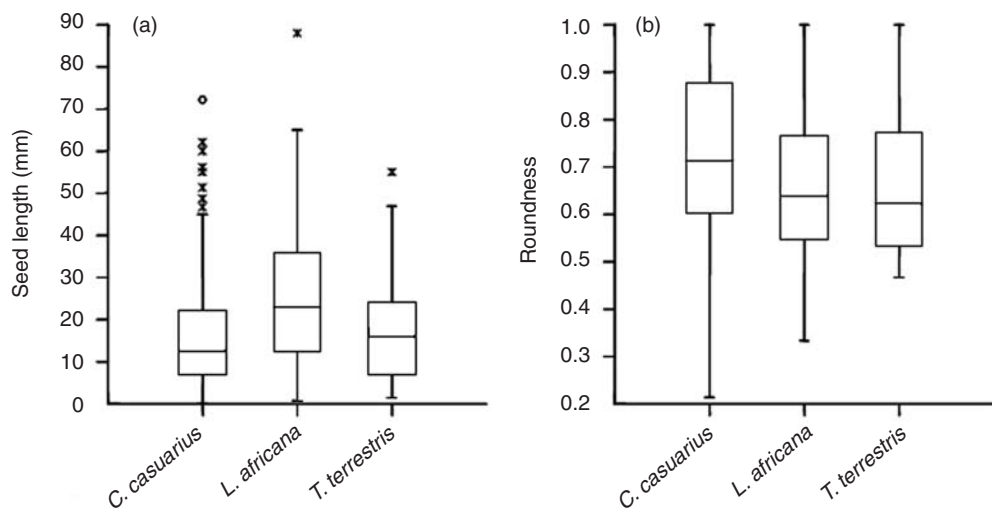 (a)
90
80
70
60
50
40
30
20
10
0
Seed length (mm)
C. casuarius
L. africana
T. terrestris
(b)
1.0
0.9
0.8
0.7
0.6
0.5
0.4
0.3
0.2
Roundness
C. casuarius
L. africana
T. terrestris